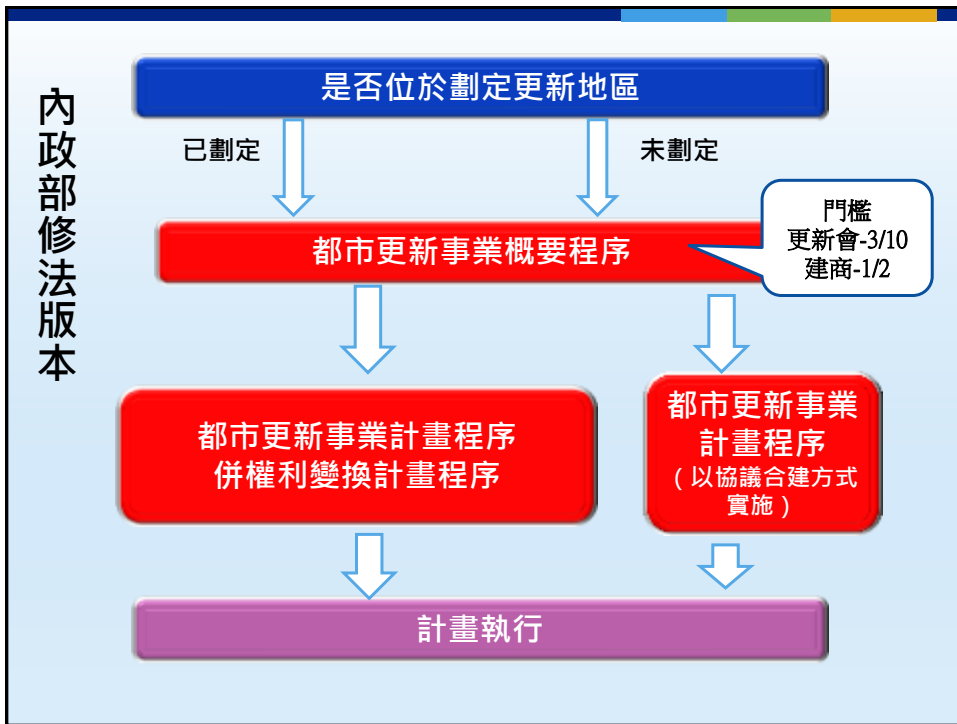 內政部修法版本
是否位於劃定更新地區
已劃定
未劃定
都市更新事業概要程序
門檻
更新會-3/10
建商-1/2
都市更新事業計畫程序
併權利變換計畫程序
都市更新事業
計畫程序
（以協議合建方式
實施）
計畫執行